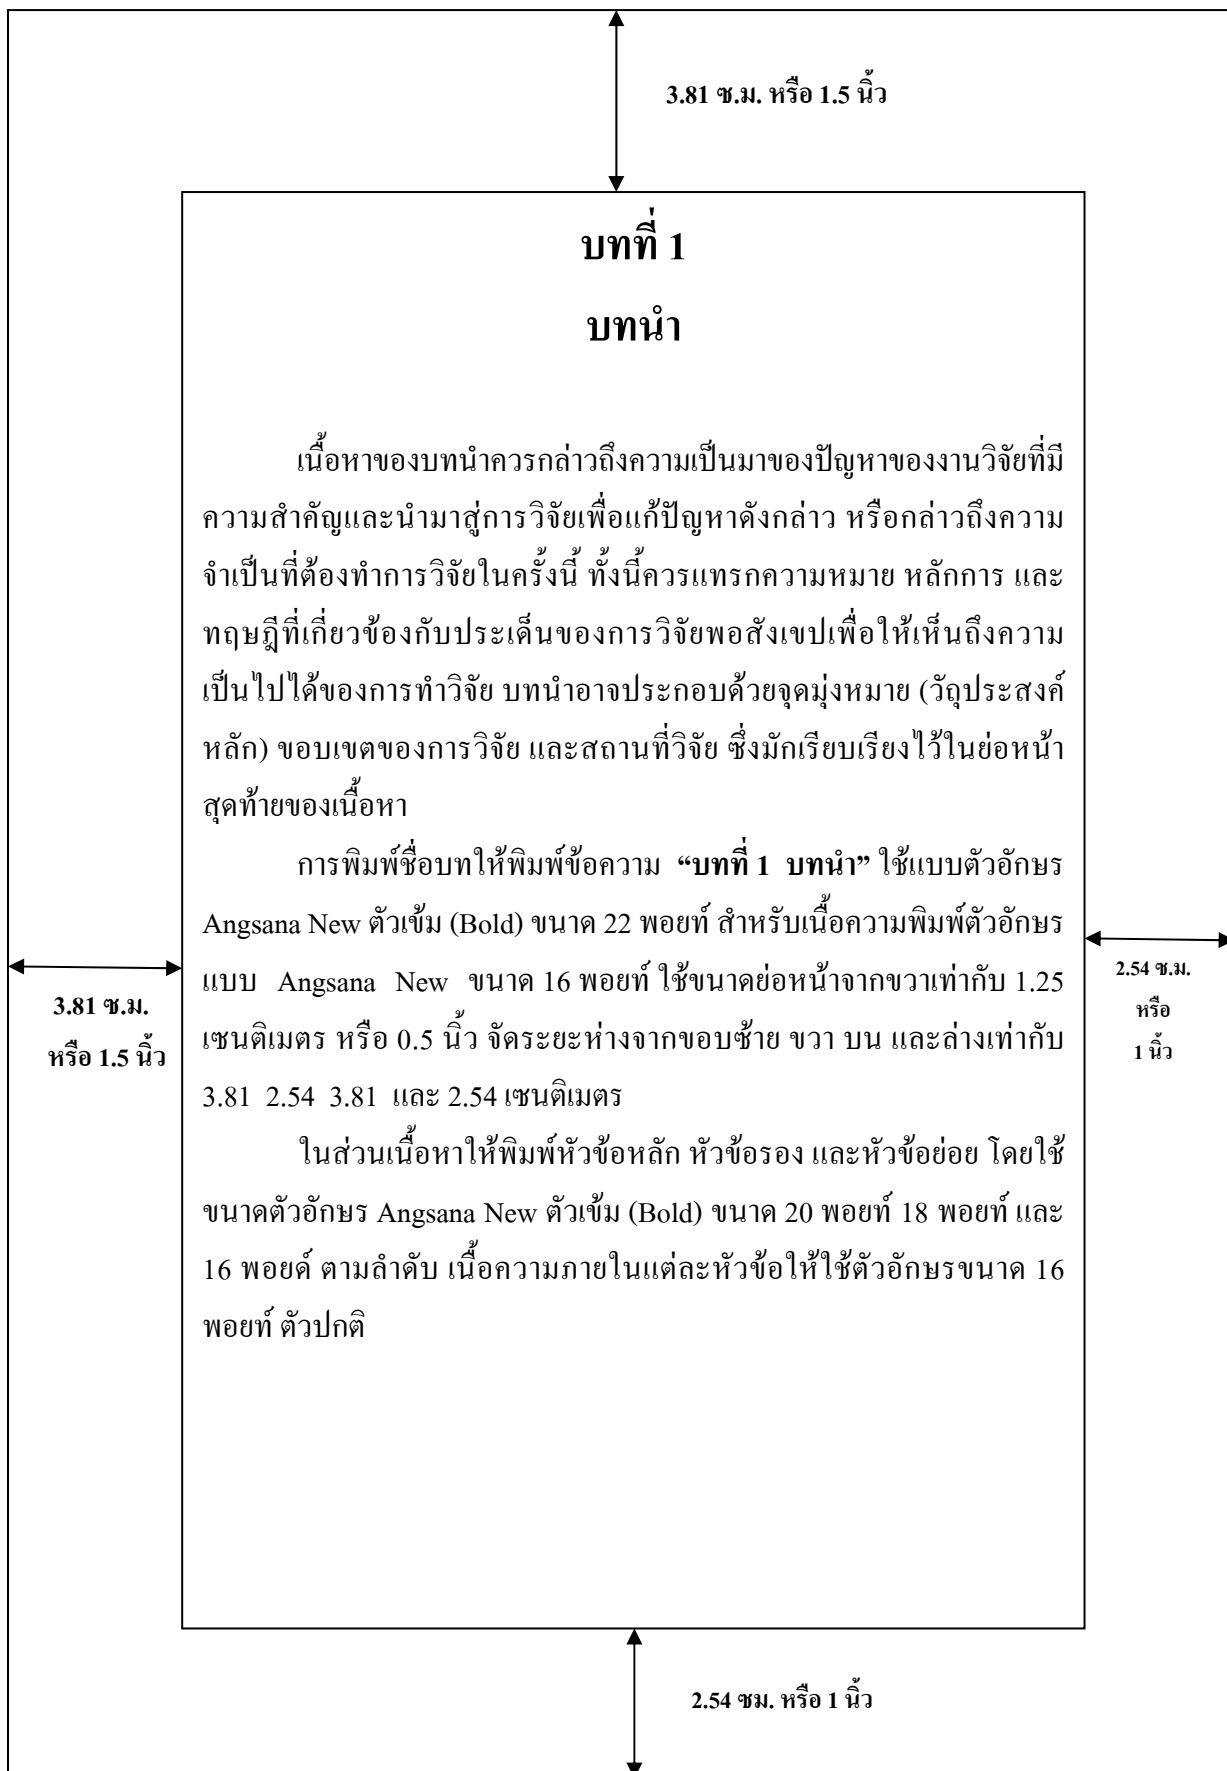 3.81 ซ.ม. หรือ 1.5 นิ้ว
บทที่ 1
บทนำ
เนื้อหาของบทนำควรกล่าวถึงความเป็นมาของปัญหาของงานวิจัยที่มี
ความสำคัญและนำมาสู่การวิจัยเพื่อแก้ปัญหาดังกล่าว หรือกล่าวถึงความ
จำเป็นที่ต้องทำการวิจัยในครั้งนี้ ทั้งนี้ควรแทรกความหมาย หลักการ และ
ทฤษฎีที่เกี่ยวข้องกับประเด็นของการวิจัยพอสังเขปเพื่อให้เห็นถึงความ
เป็นไปได้ของการทำวิจัย บทนำอาจประกอบด้วยจุดมุ่งหมาย (วัถุประสงค์
หลัก) ขอบเขตของการวิจัย และสถานที่วิจัย ซึ่งมักเรียบเรียงไว้ในย่อหน้า
สุดท้ายของเนื้อหา
การพิมพ์ชื่อบทให้พิมพ์ข้อความ “บทที่ 1 บทนำ” ใช้แบบตัวอักษร
Angsana New ตัวเข้ม (Bold) ขนาด 22 พอยท์ สำหรับเนื้อความพิมพ์ตัวอักษร
แบบ Angsana New ขนาด 16 พอยท์ ใช้ขนาดย่อหน้าจากขวาเท่ากับ 1.25
เซนติเมตร หรือ 0.5 นิ้ว จัดระยะห่างจากขอบซ้าย ขวา บน และล่างเท่ากับ
3.81 2.54 3.81 และ 2.54 เซนติเมตร
ในส่วนเนื้อหาให้พิมพ์หัวข้อหลัก หัวข้อรอง และหัวข้อย่อย โดยใช้
ขนาดตัวอักษร Angsana New ตัวเข้ม (Bold) ขนาด 20 พอยท์ 18 พอยท์ และ
16 พอยด์ ตามลำดับ เนื้อความภายในแต่ละหัวข้อให้ใช้ตัวอักษรขนาด 16
พอยท์ ตัวปกติ
3.81 ซ.ม.
หรือ 1.5 นิ้ว
2.54 ซ.ม.
หรือ
1 นิ้ว
2.54 ซม. หรือ 1 นิ้ว